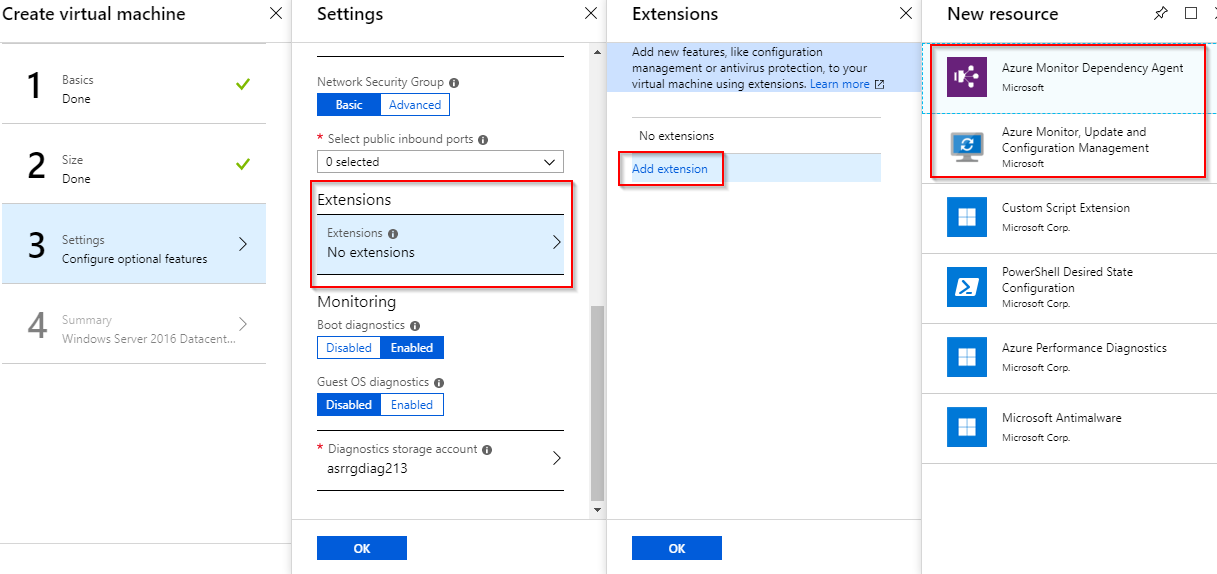 Create virtual machine
1
Basics
Done
2
Size
Done
3
Settings
Configure optional features
4
Summary
Windows Server 2016 Datacent...
Settings
Network Security Group
Basic
Advanced
* Select public inbound ports
0 selected
Extensions
Extensions
No extensions
Monitoring
Boot diagnostics
Disabled
Enabled
Guest OS diagnostics
Disabled
Enabled
* Diagnostics storage account
asrrgdiag213
OK
Extensions
Add new features, like configuration
management or antivirus protection, to your
virtual machine using extensions. Learn more
No extensions
Add extension
OK
New resource
Azure Monitor Dependency Agent
Microsoft
Azure Monitor, Update and
Configuration Management
Microsoft
Custom Script Extension
Microsoft Corp.
PowerShell Desired State
Configuration
Microsoft Corp.
Azure Performance Diagnostics
Microsoft Corp.
Microsoft Antimalware
Microsoft Corp.